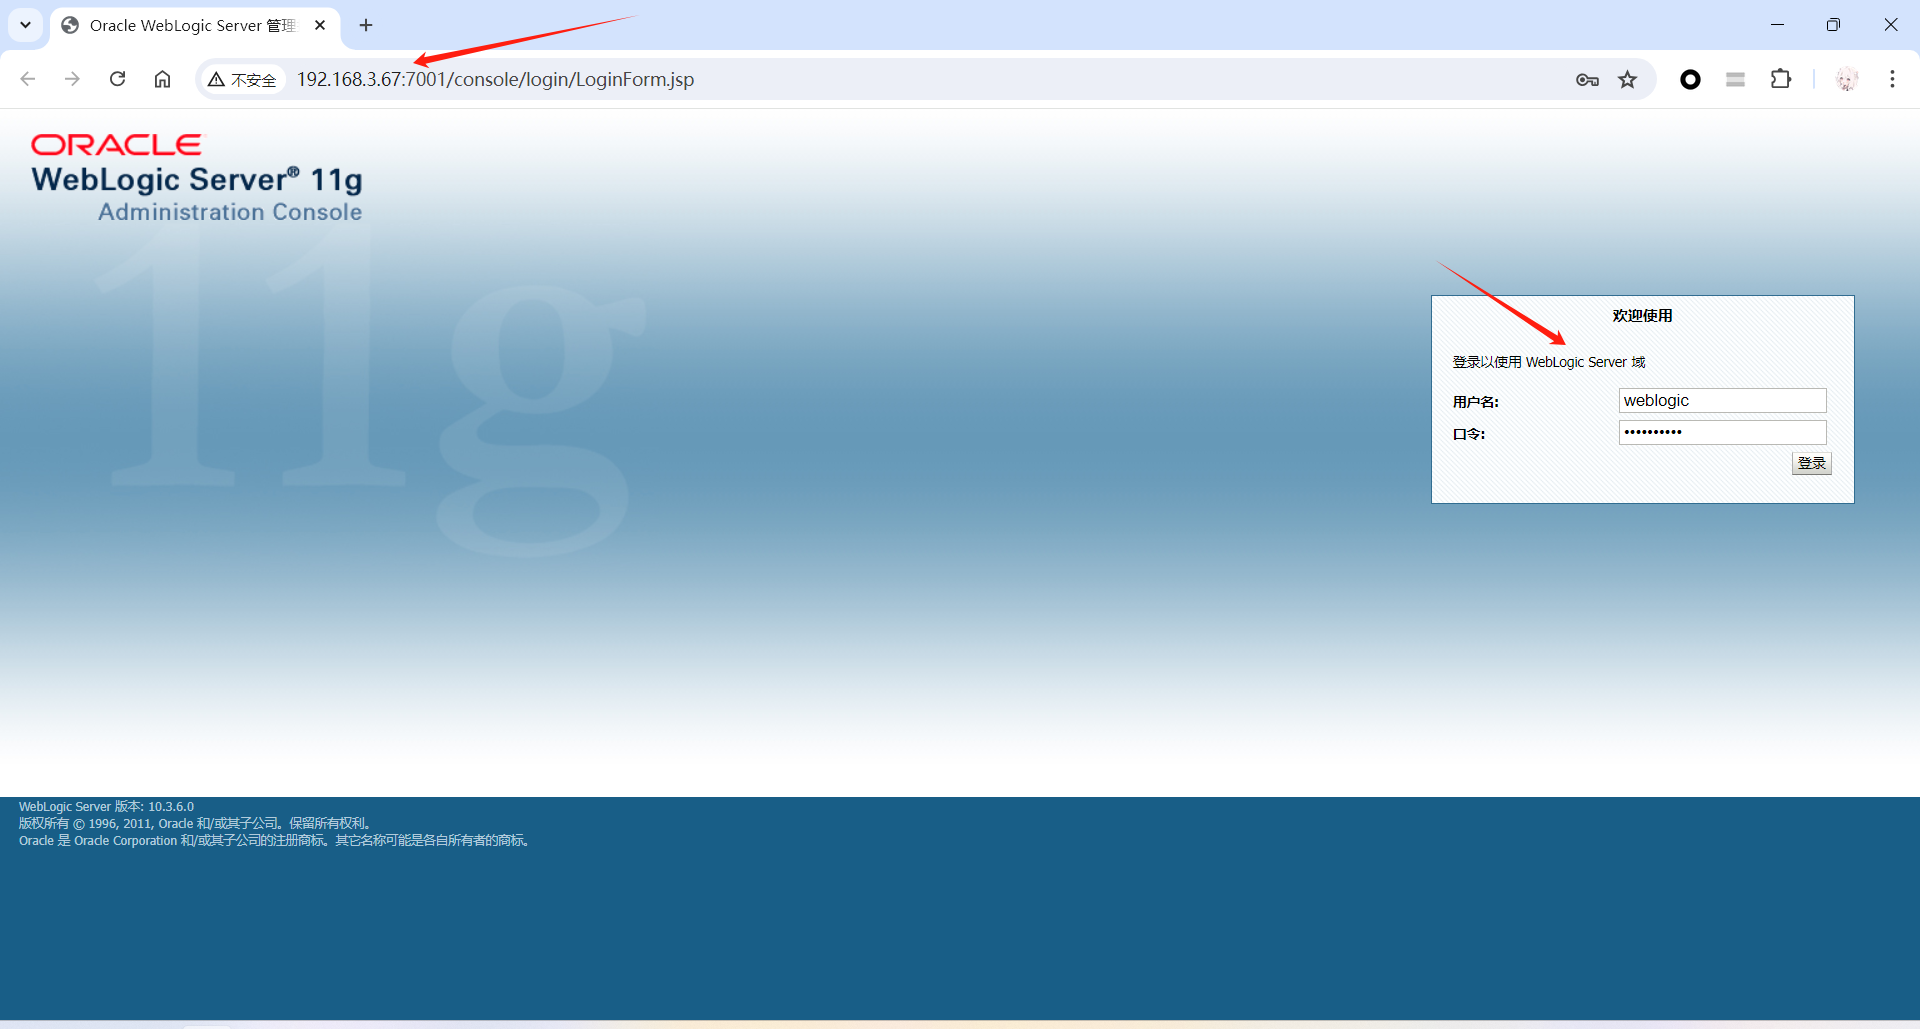 Oracle WebLogic Server 管理
不安全
192.168.3.67:7001/console/login/LoginForm.jsp
ORACLE
WebLogic Server® 11g
Administration Console
11g
欢迎使用
登录以使用 WebLogic Server 域
用户名:
weblogic
口令:
••••••••••
登录
WebLogic Server 版本: 10.3.6.0
版权所有 © 1996, 2011, Oracle 和/或其子公司。保留所有权利。
Oracle 是 Oracle Corporation 和/或其子公司的注册商标。其它名称可能是各自所有者的商标。